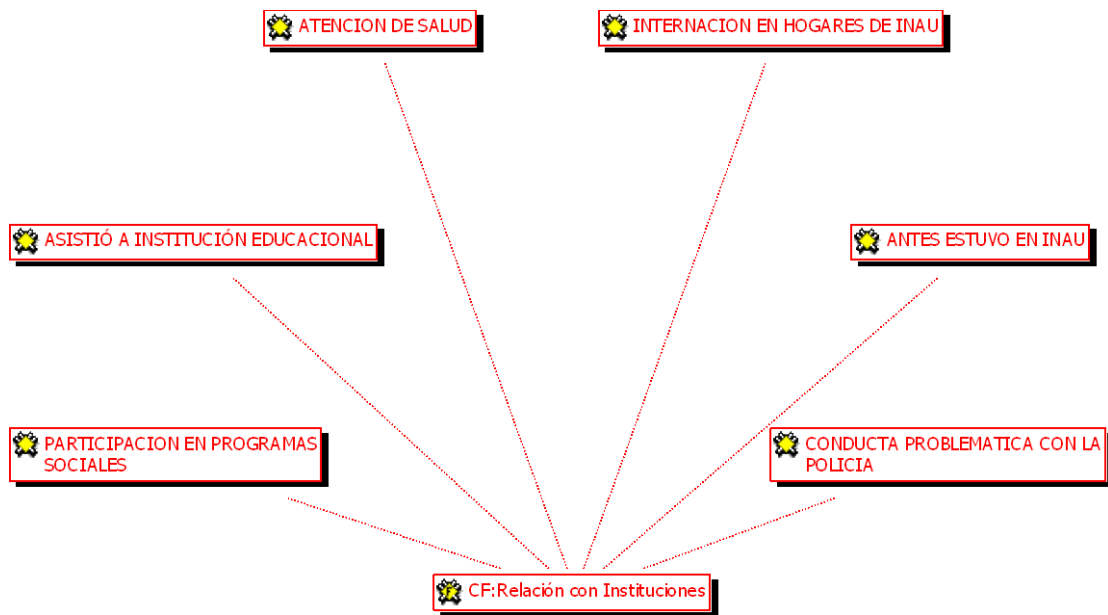 ATENCION DE SALUD
INTERNACION EN HOGARES DE INAU
ASISTIÓ A INSTITUCIÓN EDUCACIONAL
ANTES ESTUVO EN INAU
PARTICIPACION EN PROGRAMAS
SOCIALES
CONDUCTA PROBLEMATICA CON LA
POLICIA
CF:Relación con Instituciones